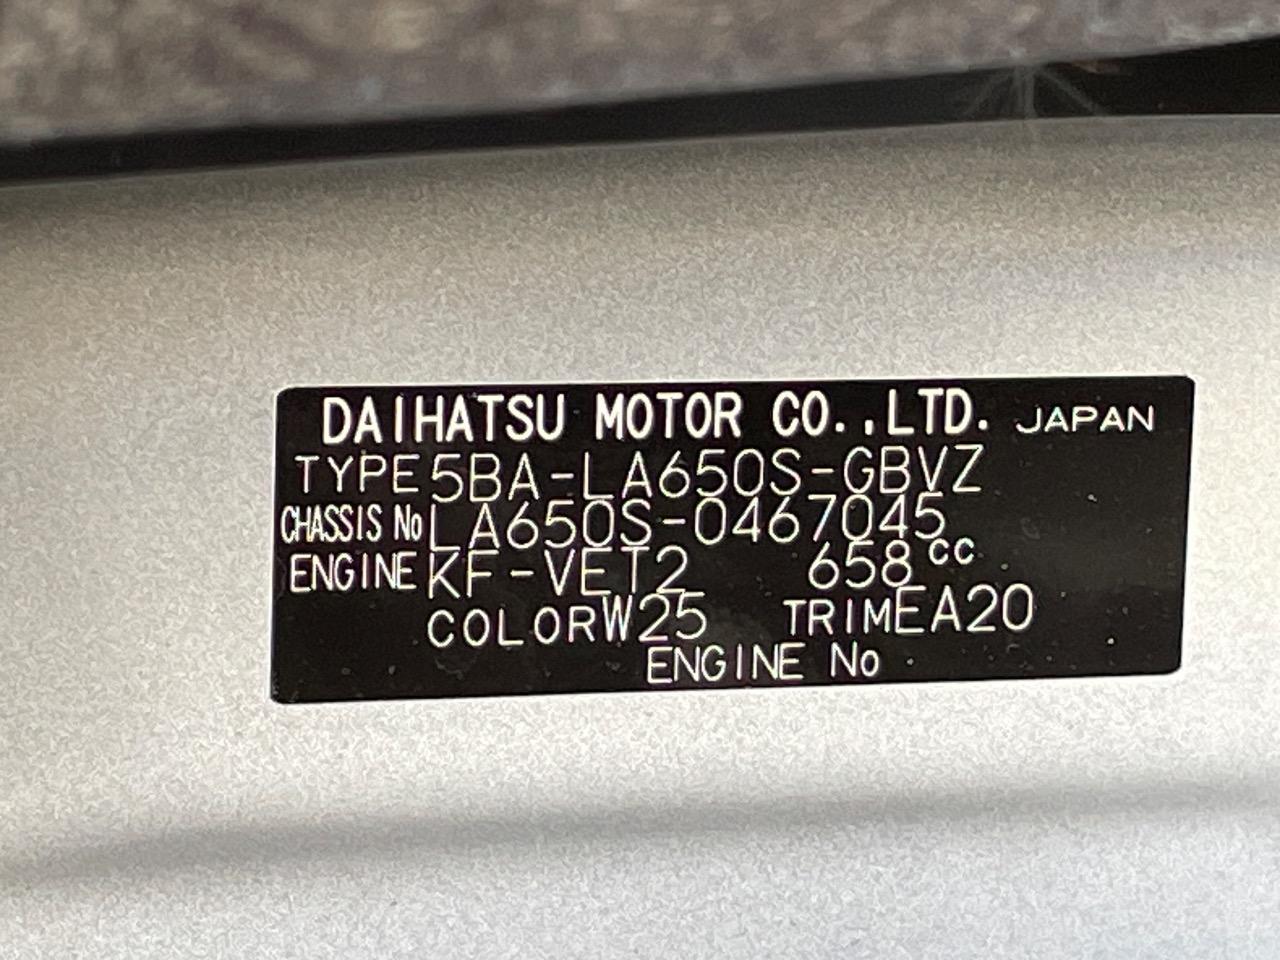 DAIHATSU MOTOR CO.,LTD. JAPAN
TYPE 5BA-LA650S-GBVZ
CHASSIS No LA650S-0467045
ENGINE KF-VET2 658cc
COLOR W25 TRIM EA20
ENGINE No